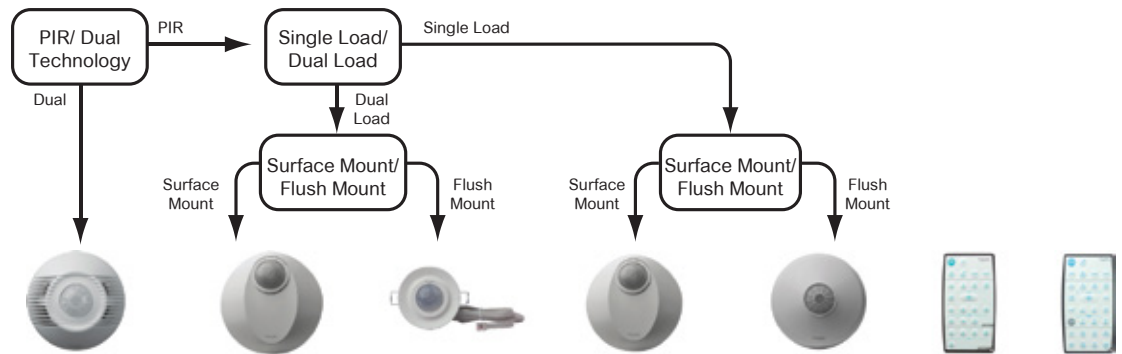 PIR/ Dual
Technology
PIR
Single Load/
Dual Load
Single Load
Dual
Dual
Load
Surface Mount/
Flush Mount
Surface
Mount
Flush
Mount
Surface Mount/
Flush Mount
Surface
Mount
Flush
Mount